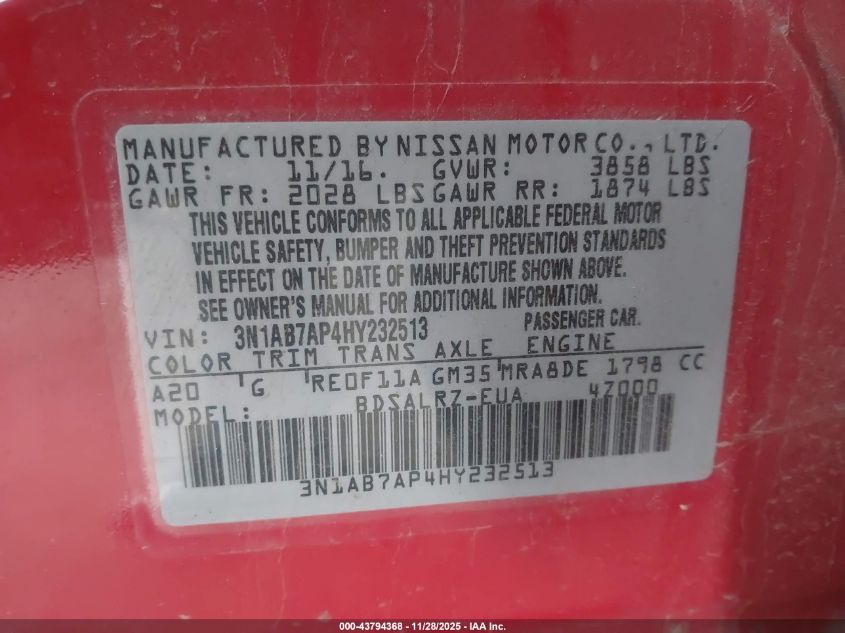 MANUFACTURED BY NISSAN MOTOR CO., LTD.
DATE: 11/16. GVWR: 3858 LBS
GAWR FR: 2028 LBS GAWR RR: 1874 LBS
THIS VEHICLE CONFORMS TO ALL APPLICABLE FEDERAL MOTOR
VEHICLE SAFETY, BUMPER AND THEFT PREVENTION STANDARDS
IN EFFECT ON THE DATE OF MANUFACTURE SHOWN ABOVE.
SEE OWNER'S MANUAL FOR ADDITIONAL INFORMATION.
VIN: 3N1AB7AP4HY232513 PASSENGER CAR.
COLOR TRIM TRANS AXLE ENGINE
A20 G RE0F11A GM35 MRA8DE 1798 CC
MODEL: BDSALRZ-EUA 47000
3N1AB7AP4HY232513
000-43794368 - 11/28/2025 - IAA Inc.